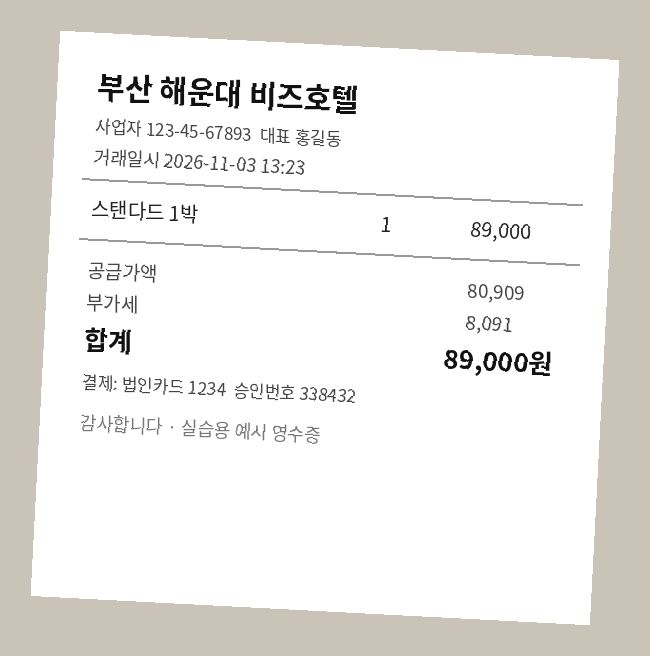 부산 해운대 비즈호텔
사업자 123-45-67893 대표 홍길동
거래일시 2026-11-03 13:23
스탠다드 1박 1 89,000
공급가액 80,909
부가세 8,091
합계 89,000원
결제: 법인카드 1234 승인번호 338432
감사합니다 · 실습용 예시 영수증